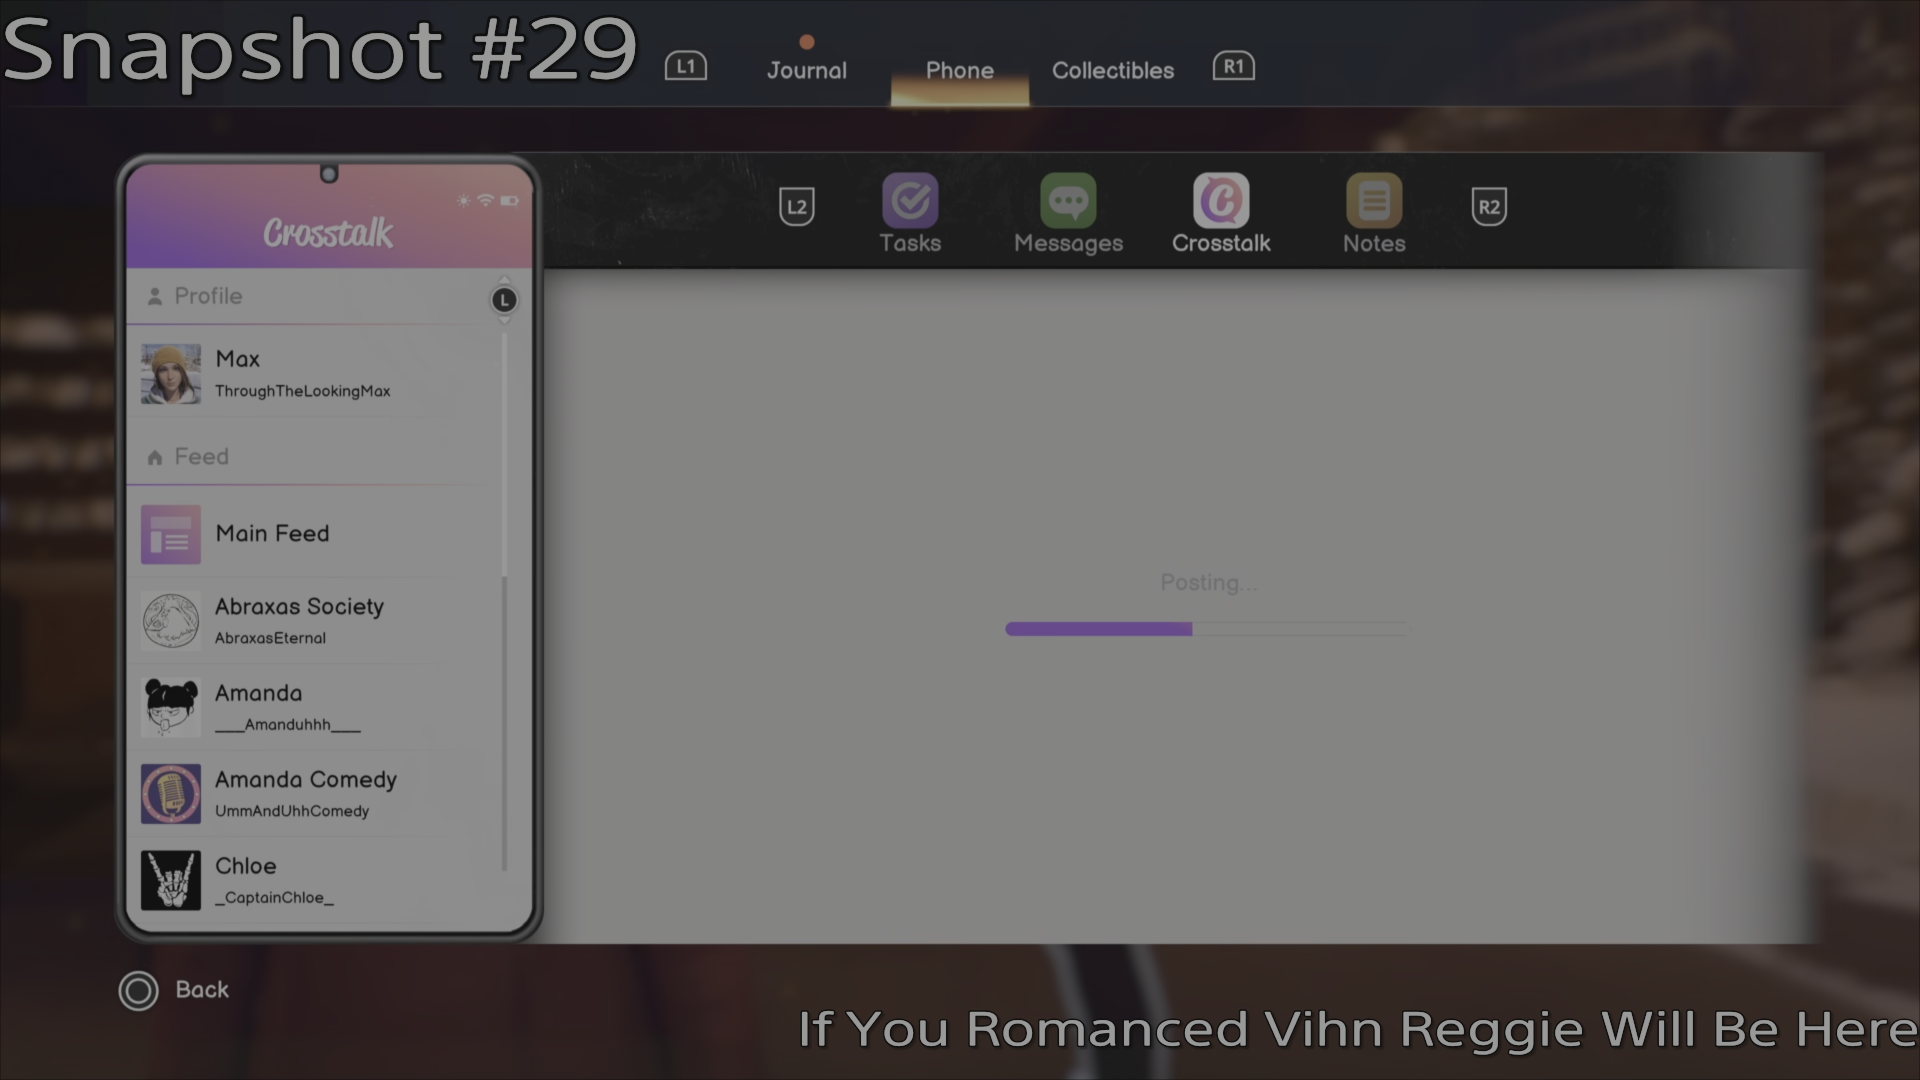 Snapshot #29
L1
Journal
Phone
Collectibles
R1
Crosstalk
L2
Tasks
Messages
Crosstalk
Notes
R2
Profile
L
Max
ThroughTheLookingMax
Feed
Main Feed
Abraxas Society
AbraxasEternal
Amanda
___Amanduhhh___
Amanda Comedy
UmmAndUhhComedy
Chloe
_CaptainChloe_
Posting...
Back
If You Romanced Vihn Reggie Will Be Here